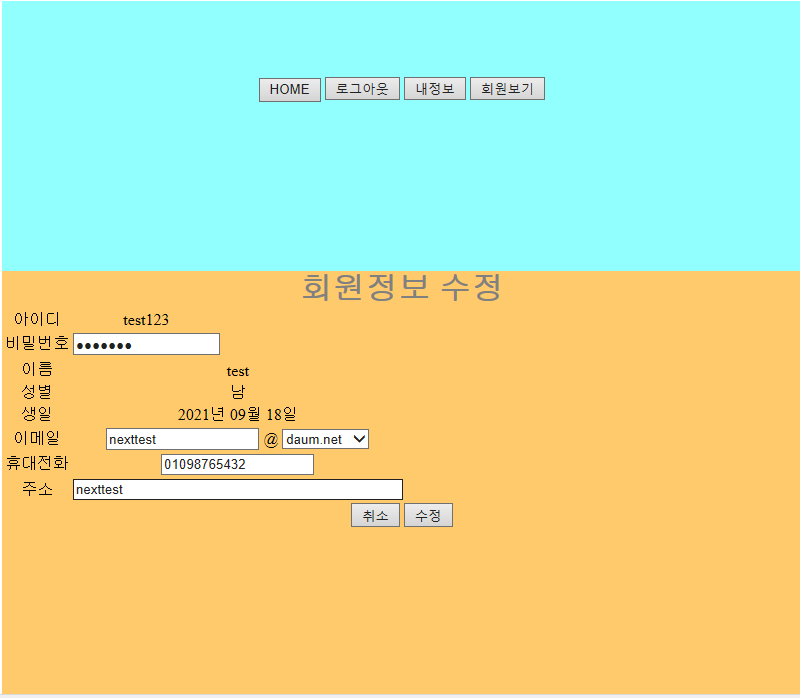 HOME 로그아웃 내정보 회원보기
회원정보 수정
아이디 test123
비밀번호 ●●●●●●●
이름 test
성별 남
생일 2021년 09월 18일
이메일 nexttest @ daum.net
휴대전화 01098765432
주소 nexttest
취소 수정